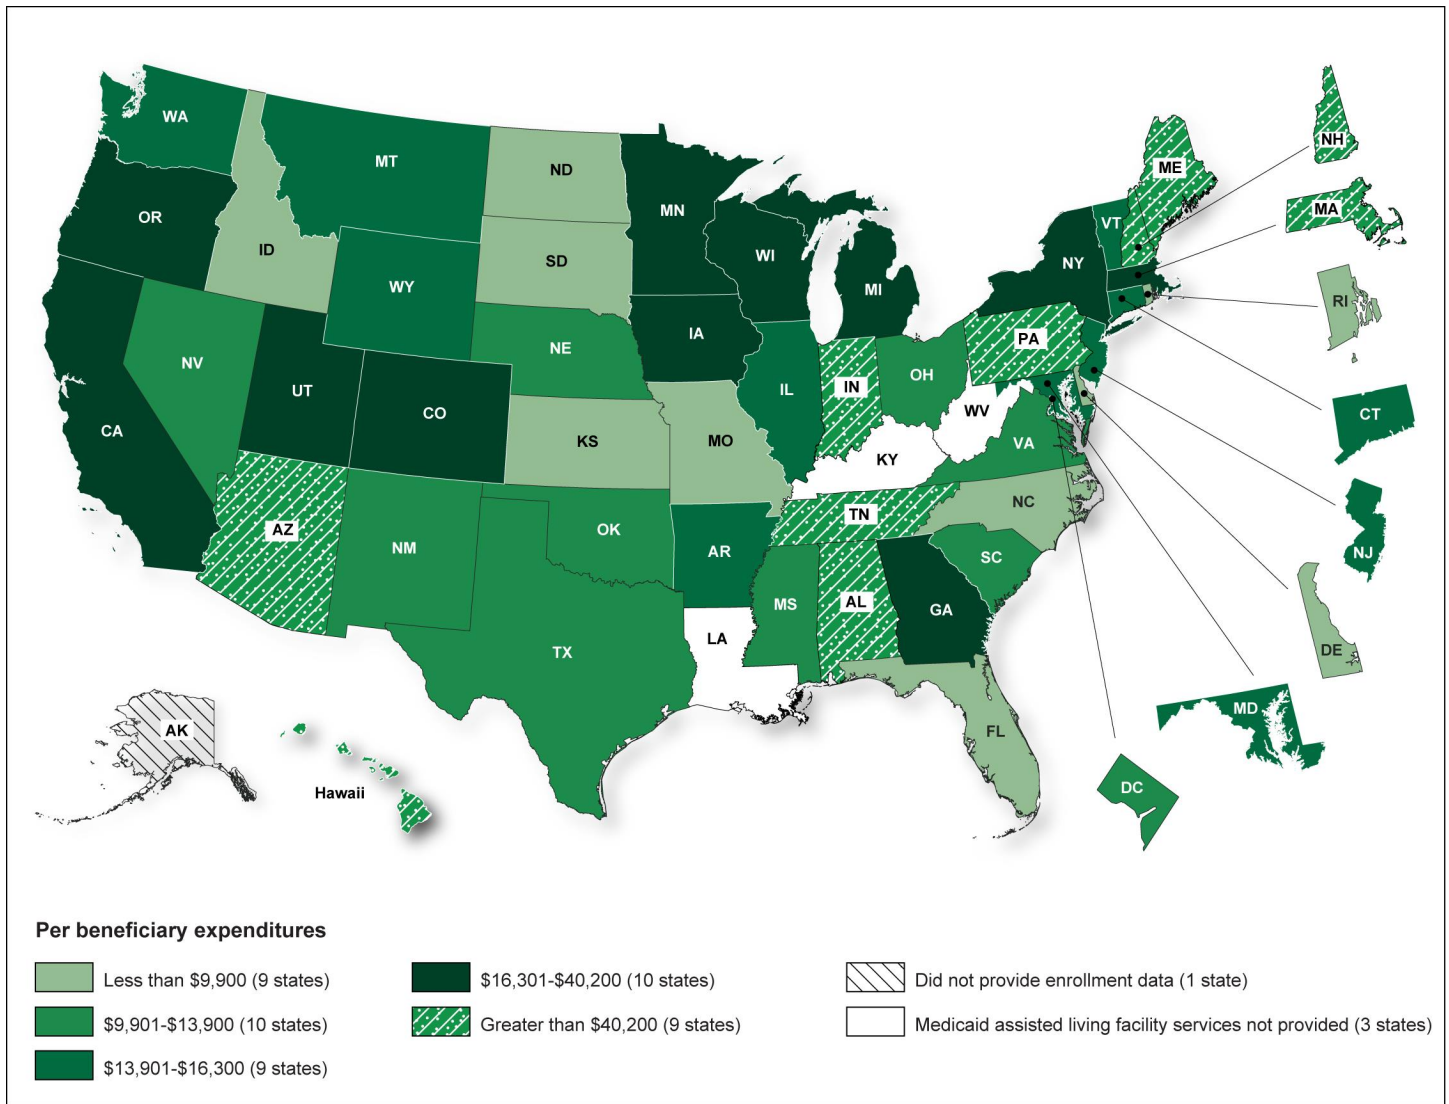 WA
MT
ND
MN
OR
ID
SD
WI
MI
WY
NY
VT
ME
NH
MA
RI
IA
NE
NV
UT
CO
IL
IN
OH
PA
CA
KS
MO
KY
WV
VA
CT
AZ
NM
OK
AR
TN
NC
SC
NJ
MS
AL
GA
TX
LA
DE
FL
MD
AK
Hawaii
DC
Per beneficiary expenditures
Less than $9,900 (9 states)
$9,901-$13,900 (10 states)
$13,901-$16,300 (9 states)
$16,301-$40,200 (10 states)
Greater than $40,200 (9 states)
Did not provide enrollment data (1 state)
Medicaid assisted living facility services not provided (3 states)